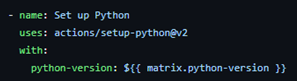 - name: Set up Python
uses: actions/setup-python@v2
with:
python-version: ${{ matrix.python-version }}